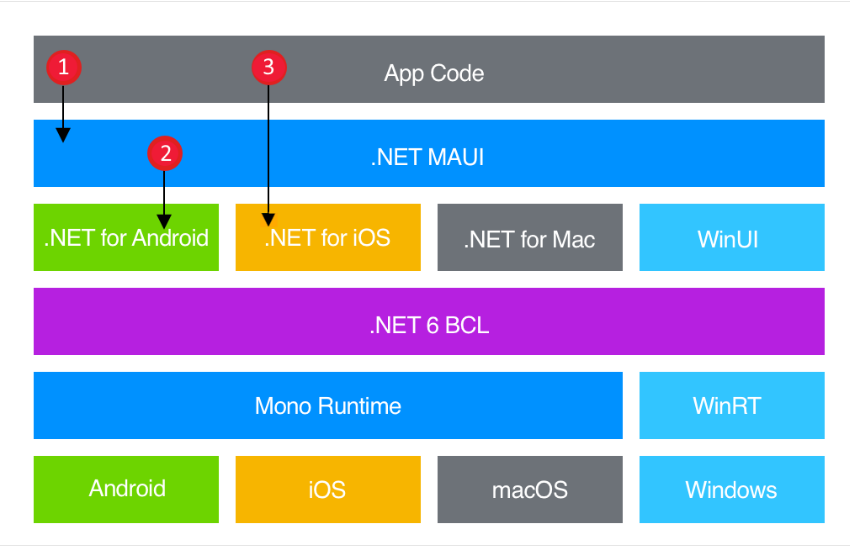 1
3
App Code
2
.NET MAUI
.NET for Android
.NET for iOS
.NET for Mac
WinUI
.NET 6 BCL
Mono Runtime
WinRT
Android
iOS
macOS
Windows